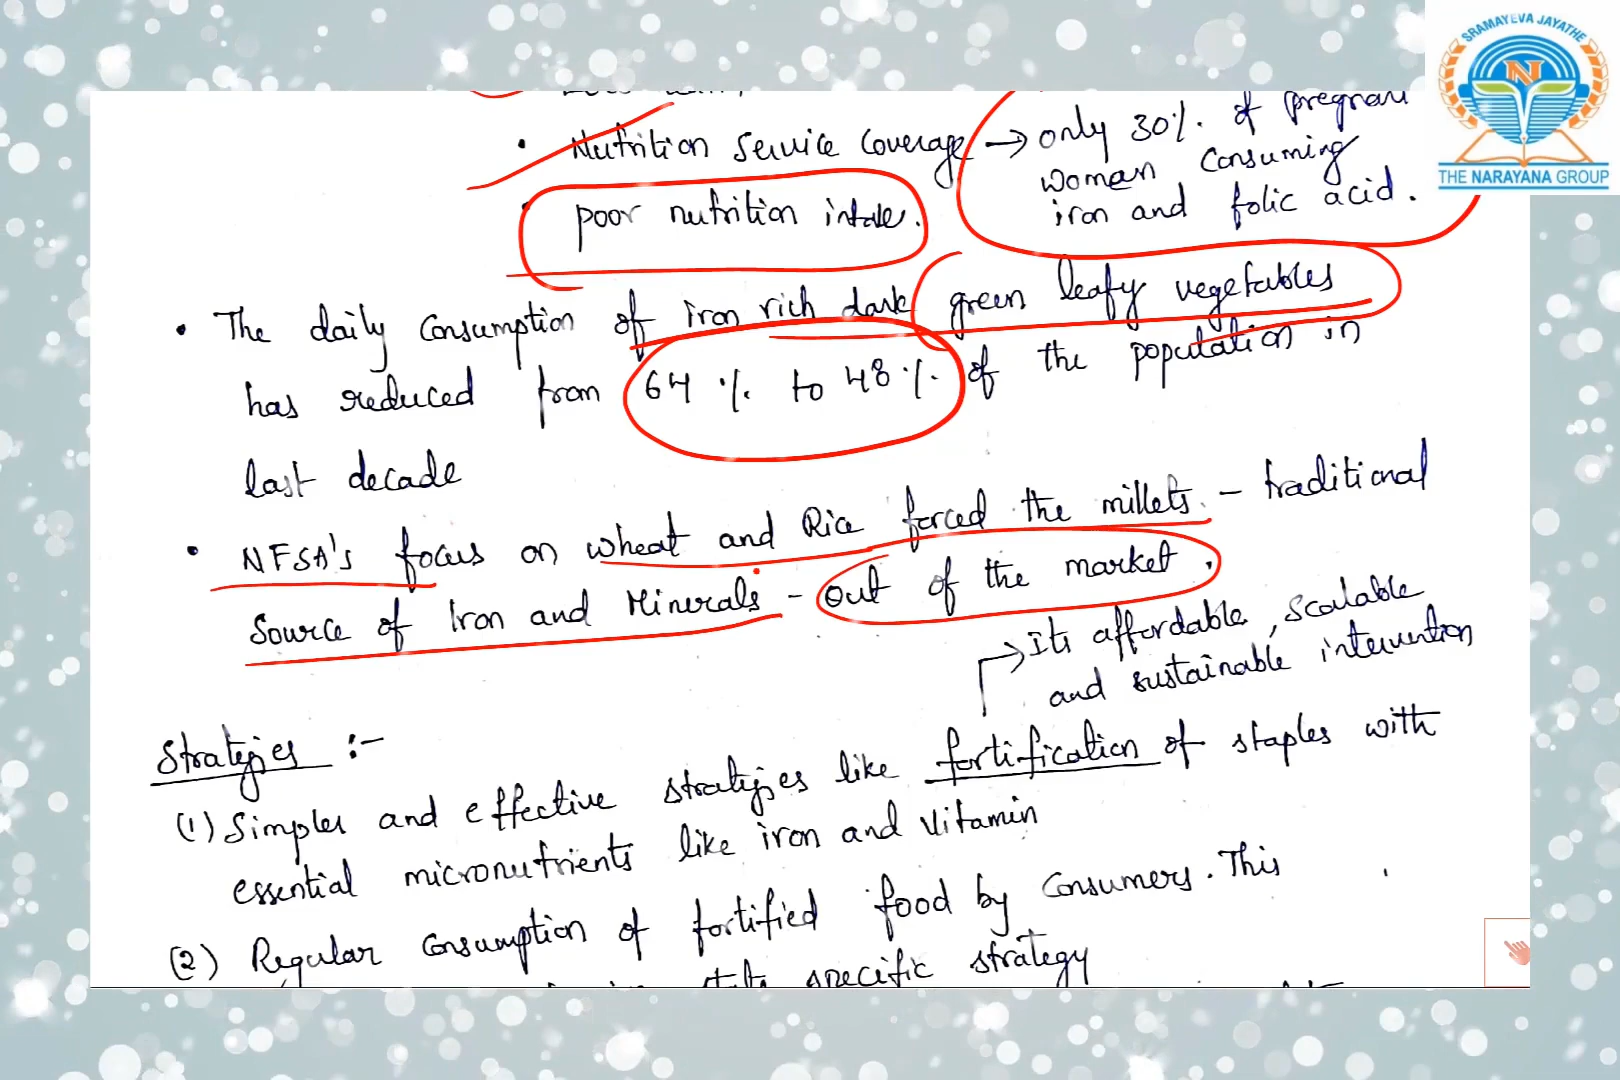 SRAMAYEVA JAYATHE
N
THE NARAYANA GROUP
• Nutrition Service Coverage → only 30%. of pregnant
woman consuming
iron and folic acid.
• poor nutrition intake.
• The daily consumption of iron rich dark green leafy vegetables
has reduced from 64 %. to 48 %. of the population in
last decade
• NFSA's focus on wheat and Rice forced the millets - traditional
Source of Iron and Minerals - out of the market.
→ Its affordable, scalable
and sustainable intervention
Strategies :-
(1) Simpler and effective strategies like fortification of staples with
essential micronutrients like iron and vitamin
(2) Regular consumption of fortified food by consumers. This
specific strategy